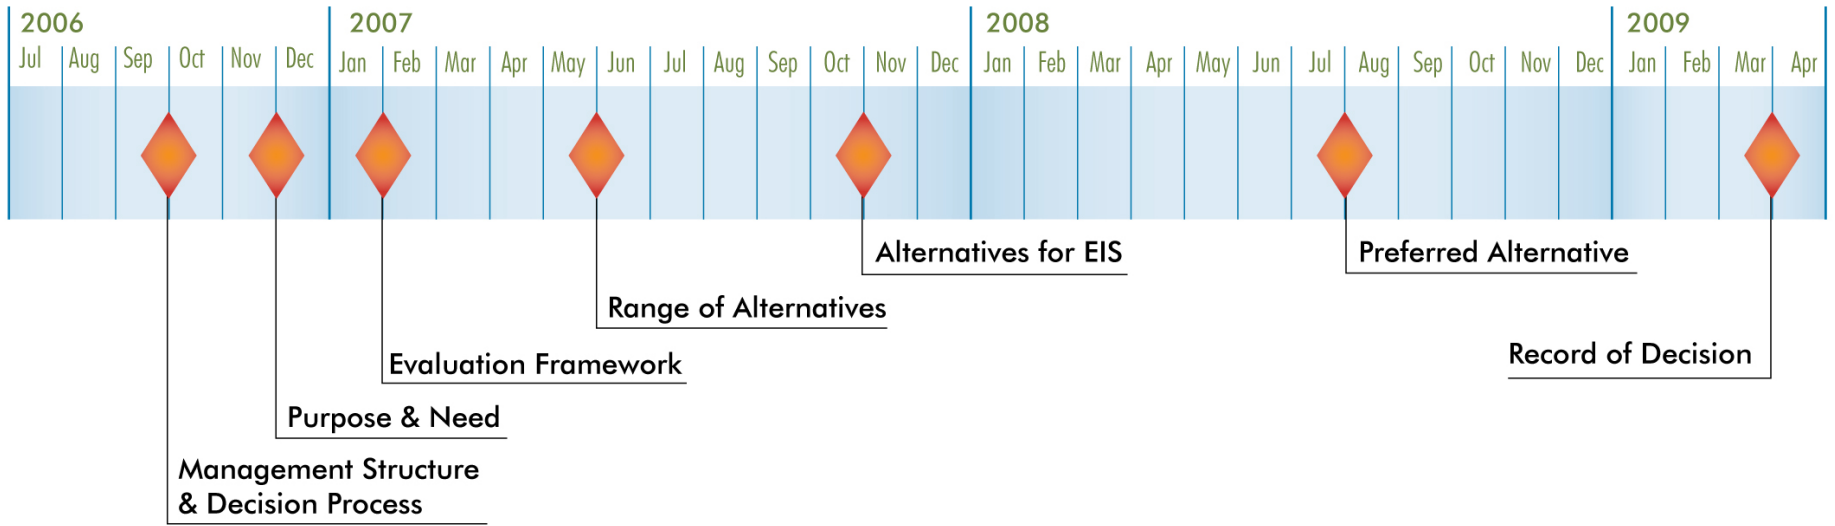 2006 2007 2008 2009
Jul Aug Sep Oct Nov Dec Jan Feb Mar Apr May Jun Jul Aug Sep Oct Nov Dec Jan Feb Mar Apr May Jun Jul Aug Sep Oct Nov Dec Jan Feb Mar Apr
Alternatives for EIS
Preferred Alternative
Range of Alternatives
Record of Decision
Evaluation Framework
Purpose & Need
Management Structure
& Decision Process